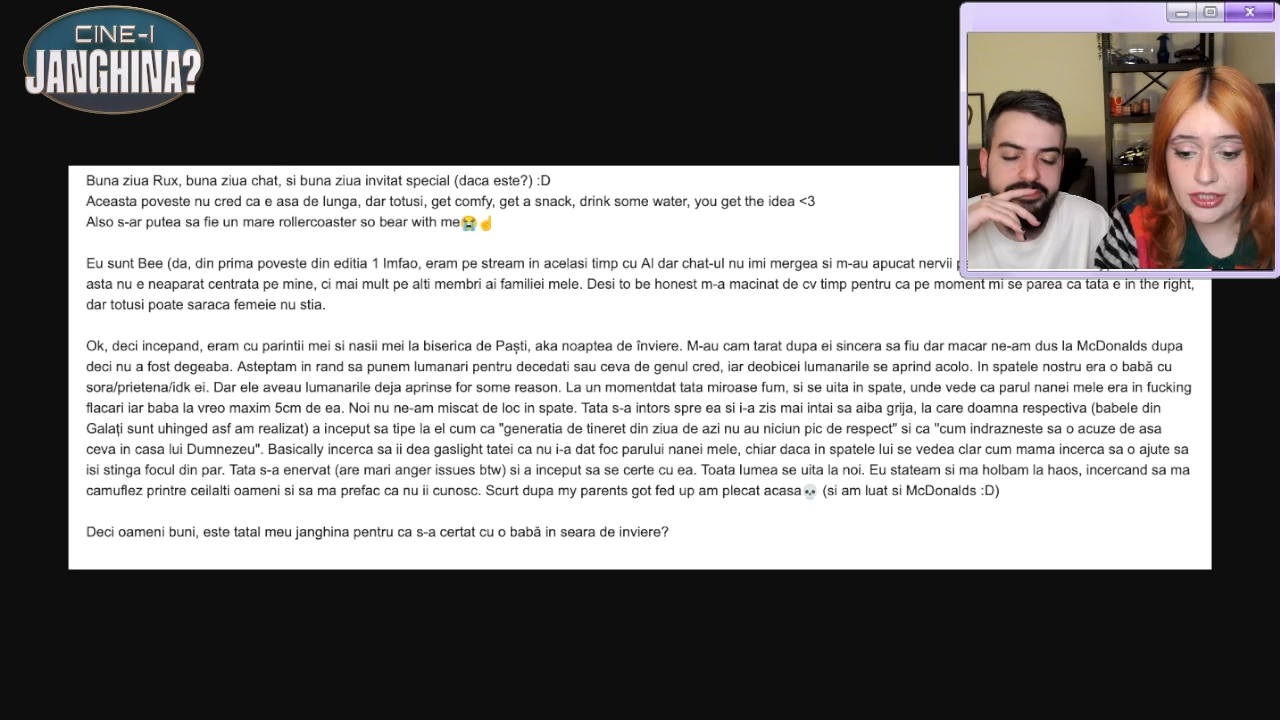 CINE-I
JANGHINA?
Buna ziua Rux, buna ziua chat, si buna ziua invitat special (daca este?) :D
Aceasta poveste nu cred ca e asa de lunga, dar totusi, get comfy, get a snack, drink some water, you get the idea <3
Also s-ar putea sa fie un mare rollercoaster so bear with me😭☝️
Eu sunt Bee (da, din prima poveste din editia 1 lmfao, eram pe stream in acelasi timp cu Al dar chat-ul nu imi mergea si m-au apucat nervii
asta nu e neaparat centrata pe mine, ci mai mult pe alti membri ai familiei mele. Desi to be honest m-a macinat de cv timp pentru ca pe moment mi se parea ca tata e in the right,
dar totusi poate saraca femeie nu stia.
Ok, deci incepand, eram cu parintii mei si nasii mei la biserica de Paști, aka noaptea de înviere. M-au cam tarat dupa ei sincera sa fiu dar macar ne-am dus la McDonalds dupa
deci nu a fost degeaba. Asteptam in rand sa punem lumanari pentru decedati sau ceva de genul cred, iar deobicei lumanarile se aprind acolo. In spatele nostru era o babă cu
sora/prietena/idk ei. Dar ele aveau lumanarile deja aprinse for some reason. La un momentdat tata miroase fum, si se uita in spate, unde vede ca parul nanei mele era in fucking
flacari iar baba la vreo maxim 5cm de ea. Noi nu ne-am miscat de loc in spate. Tata s-a intors spre ea si i-a zis mai intai sa aiba grija, la care doamna respectiva (babele din
Galați sunt uhinged asf am realizat) a inceput sa tipe la el cum ca "generatia de tineret din ziua de azi nu au niciun pic de respect" si ca "cum indrazneste sa o acuze de asa
ceva in casa lui Dumnezeu". Basically incerca sa ii dea gaslight tatei ca nu i-a dat foc parului nanei mele, chiar daca in spatele lui se vedea clar cum mama incerca sa o ajute sa
isi stinga focul din par. Tata s-a enervat (are mari anger issues btw) si a inceput sa se certe cu ea. Toata lumea se uita la noi. Eu stateam si ma holbam la haos, incercand sa ma
camuflez printre ceilalti oameni si sa ma prefac ca nu ii cunosc. Scurt dupa my parents got fed up am plecat acasa💀 (si am luat si McDonalds :D)
Deci oameni buni, este tatal meu janghina pentru ca s-a certat cu o babă in seara de inviere?